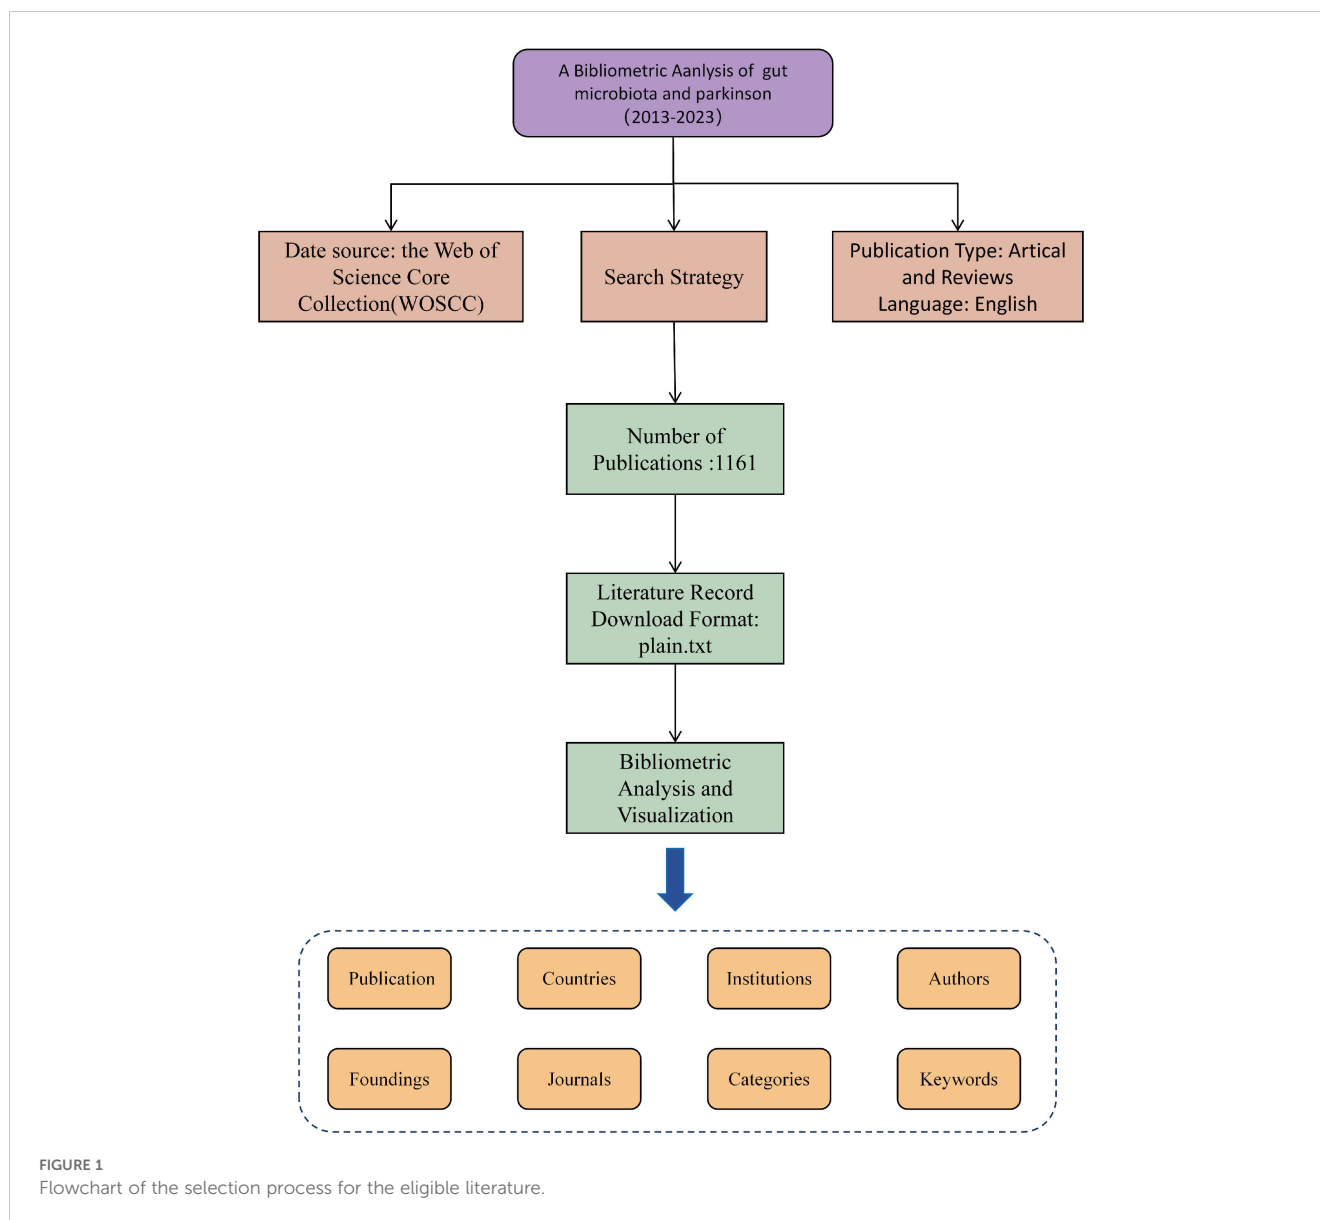 A Bibliometric Aanlysis of gut
microbiota and parkinson
(2013-2023)
Date source: the Web of
Science Core
Collection(WOSCC)
Search Strategy
Publication Type: Artical
and Reviews
Language: English
Number of
Publications :1161
Literature Record
Download Format:
plain.txt
Bibliometric
Analysis and
Visualization
Publication
Countries
Institutions
Authors
Foundings
Journals
Categories
Keywords
FIGURE 1
Flowchart of the selection process for the eligible literature.